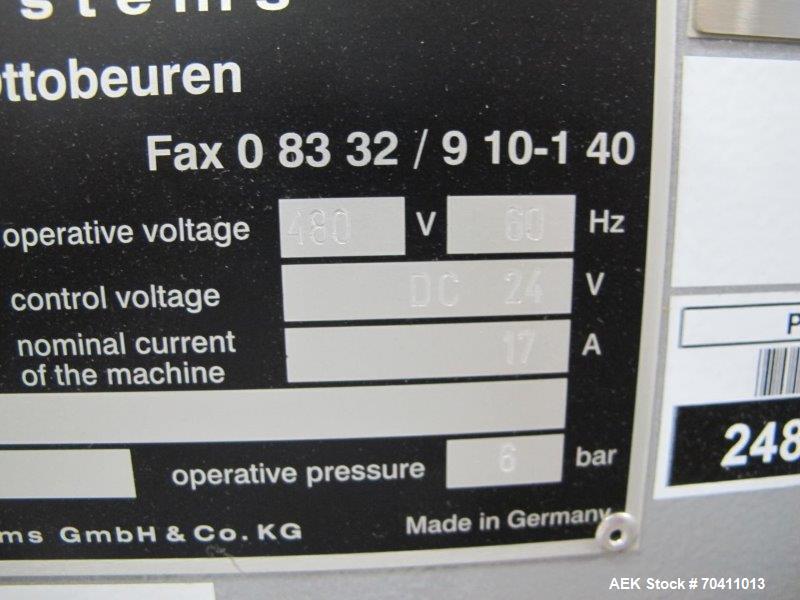 stems
Ottobeuren
Fax 0 83 32 / 9 10-1 40
operative voltage 480 V 60 Hz
control voltage DC 24 V
nominal current
of the machine 17 A
operative pressure 6 bar
ms GmbH & Co. KG Made in Germany
P
248
AEK Stock # 70411013